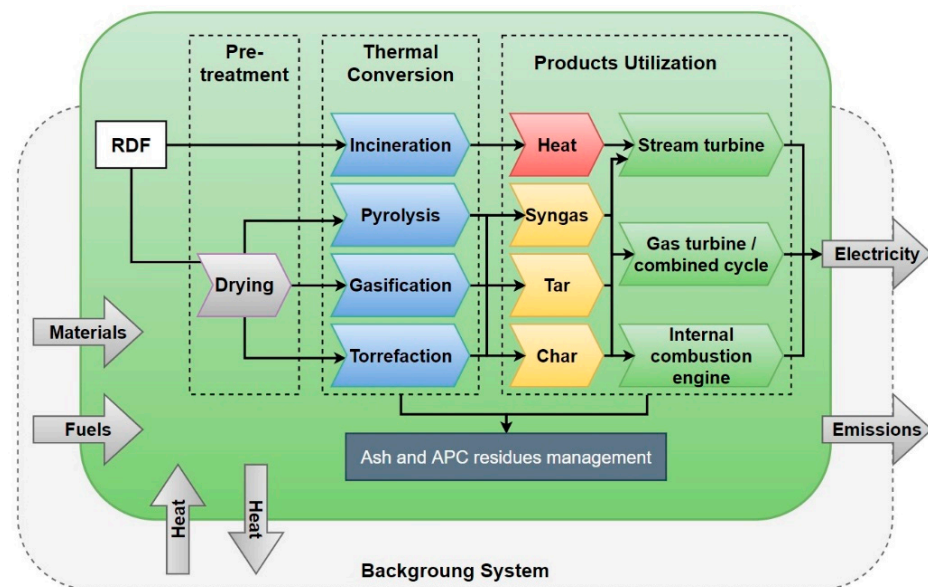 Pre-
treatment
Thermal
Conversion
Products Utilization
RDF
Incineration
Heat
Stream turbine
Pyrolysis
Syngas
Drying
Gasification
Tar
Gas turbine /
combined cycle
Electricity
Materials
Torrefaction
Char
Internal
combustion
engine
Fuels
Emissions
Ash and APC residues management
Heat
Heat
Backgroung System